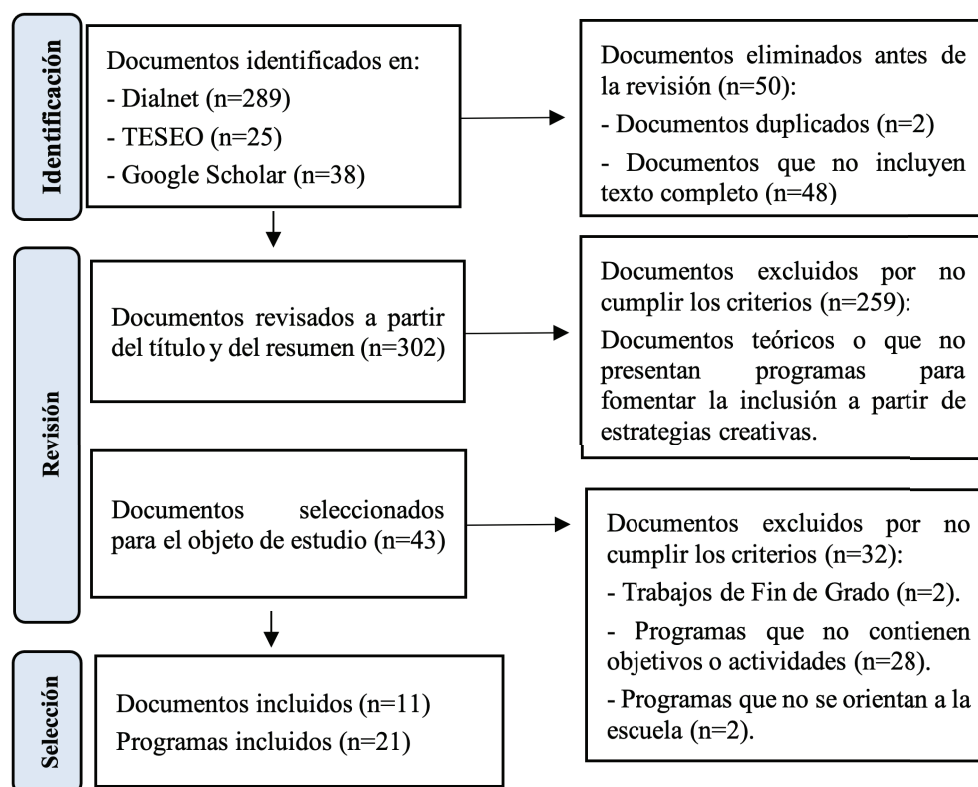 Identificación
Documentos identificados en:
- Dialnet (n=289)
- TESEO (n=25)
- Google Scholar (n=38)
Documentos eliminados antes de
la revisión (n=50):
- Documentos duplicados (n=2)
- Documentos que no incluyen
texto completo (n=48)
Revisión
Documentos revisados a partir
del título y del resumen (n=302)
Documentos excluidos por no
cumplir los criterios (n=259):
Documentos teóricos o que no
presentan programas para
fomentar la inclusión a partir de
estrategias creativas.
Documentos seleccionados
para el objeto de estudio (n=43)
Documentos excluidos por no
cumplir los criterios (n=32):
- Trabajos de Fin de Grado (n=2).
- Programas que no contienen
objetivos o actividades (n=28).
- Programas que no se orientan a la
escuela (n=2).
Selección
Documentos incluidos (n=11)
Programas incluidos (n=21)